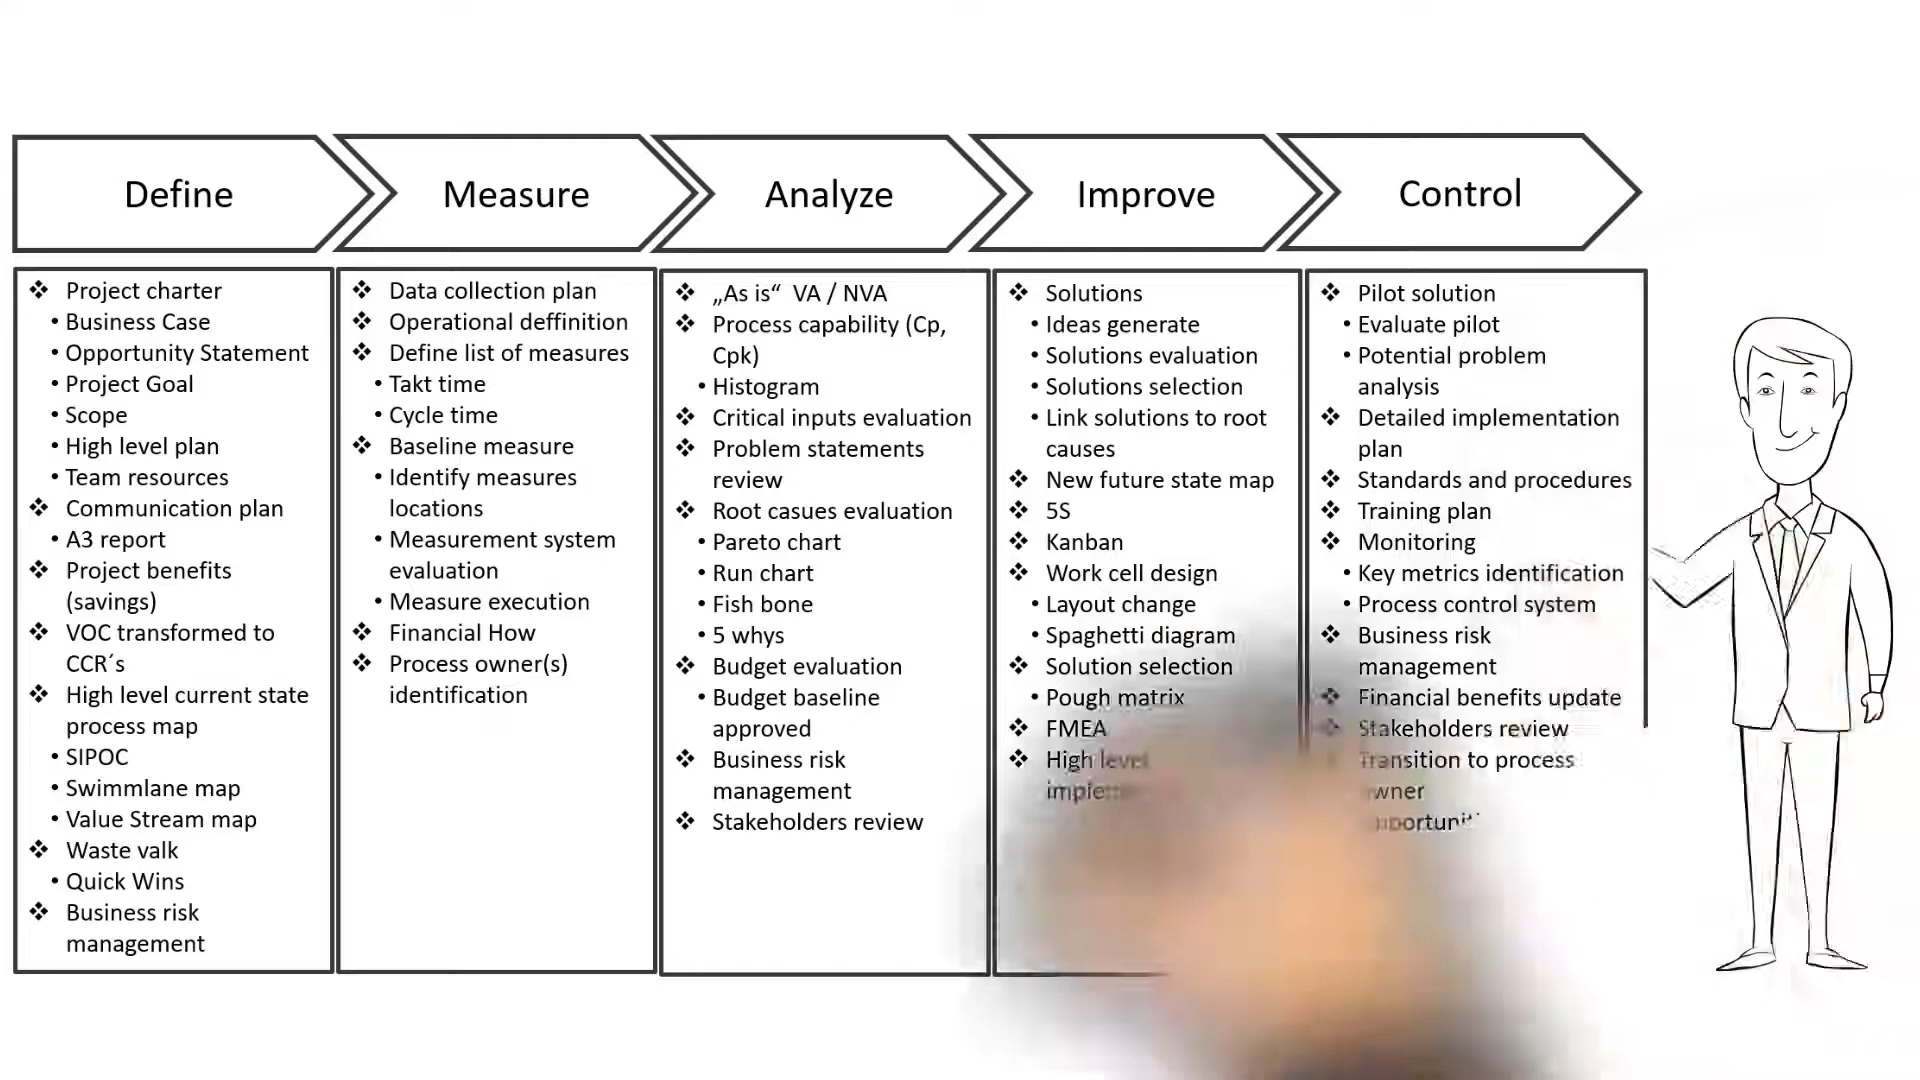 Define
Measure
Analyze
Improve
Control
❖ Project charter
• Business Case
• Opportunity Statement
• Project Goal
• Scope
• High level plan
• Team resources
❖ Communication plan
• A3 report
❖ Project benefits
(savings)
❖ VOC transformed to
CCR´s
❖ High level current state
process map
• SIPOC
• Swimmlane map
• Value Stream map
❖ Waste valk
• Quick Wins
❖ Business risk
management
❖ Data collection plan
❖ Operational deffinition
❖ Define list of measures
• Takt time
• Cycle time
❖ Baseline measure
• Identify measures
locations
• Measurement system
evaluation
• Measure execution
❖ Financial How
❖ Process owner(s)
identification
❖ „As is“ VA / NVA
❖ Process capability (Cp,
Cpk)
• Histogram
❖ Critical inputs evaluation
❖ Problem statements
review
❖ Root casues evaluation
• Pareto chart
• Run chart
• Fish bone
• 5 whys
❖ Budget evaluation
• Budget baseline
approved
❖ Business risk
management
❖ Stakeholders review
❖ Solutions
• Ideas generate
• Solutions evaluation
• Solutions selection
• Link solutions to root
causes
❖ New future state map
❖ 5S
❖ Kanban
❖ Work cell design
• Layout change
• Spaghetti diagram
❖ Solution selection
• Pough matrix
❖ FMEA
❖ High level
❖ Pilot solution
• Evaluate pilot
• Potential problem
analysis
❖ Detailed implementation
plan
❖ Standards and procedures
❖ Training plan
❖ Monitoring
• Key metrics identification
• Process control system
❖ Business risk
management
❖ Financial benefits update
❖ Stakeholders review
❖ Transition to process
owner